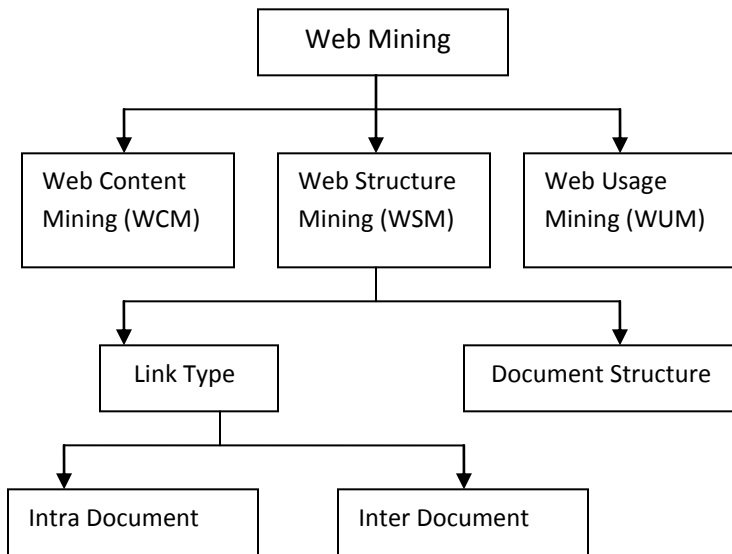 Web Mining
Web Content
Mining (WCM)
Web Structure
Mining (WSM)
Web Usage
Mining (WUM)
Link Type
Document Structure
Intra Document
Inter Document